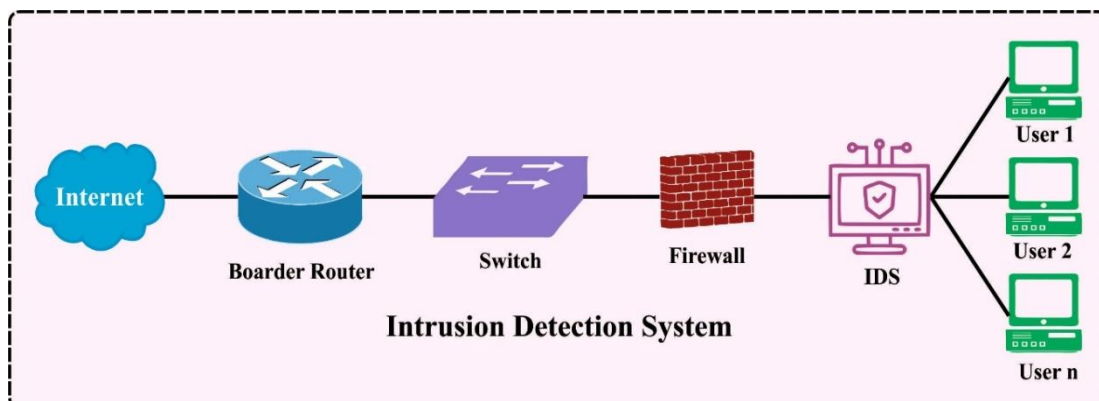 Internet
Boarder Router
Switch
Firewall
IDS
User 1
User 2
User n
Intrusion Detection System